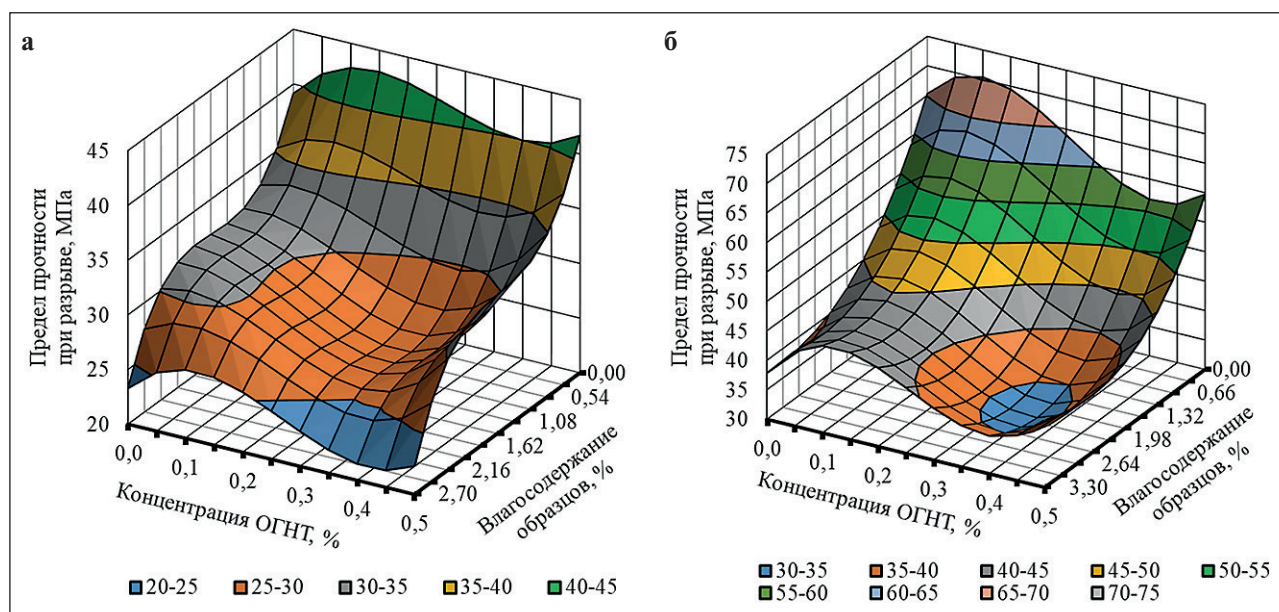 а
Предел прочности
при разрыве, МПа
45
40
35
30
25
20
0,0
0,1
0,2
0,3
0,4
0,5
Концентрация ОГНТ, %
2,70
2,16
1,62
1,08
0,54
0,00
Влагосодержание
образцов, %
20-25 25-30 30-35 35-40 40-45
б
Предел прочности
при разрыве, МПа
75
70
65
60
55
50
45
40
35
30
0,0
0,1
0,2
0,3
0,4
0,5
Концентрация ОГНТ, %
3,30
2,64
1,98
1,32
0,66
0,00
Влагосодержание
образцов, %
30-35 35-40 40-45 45-50 50-55
55-60 60-65 65-70 70-75